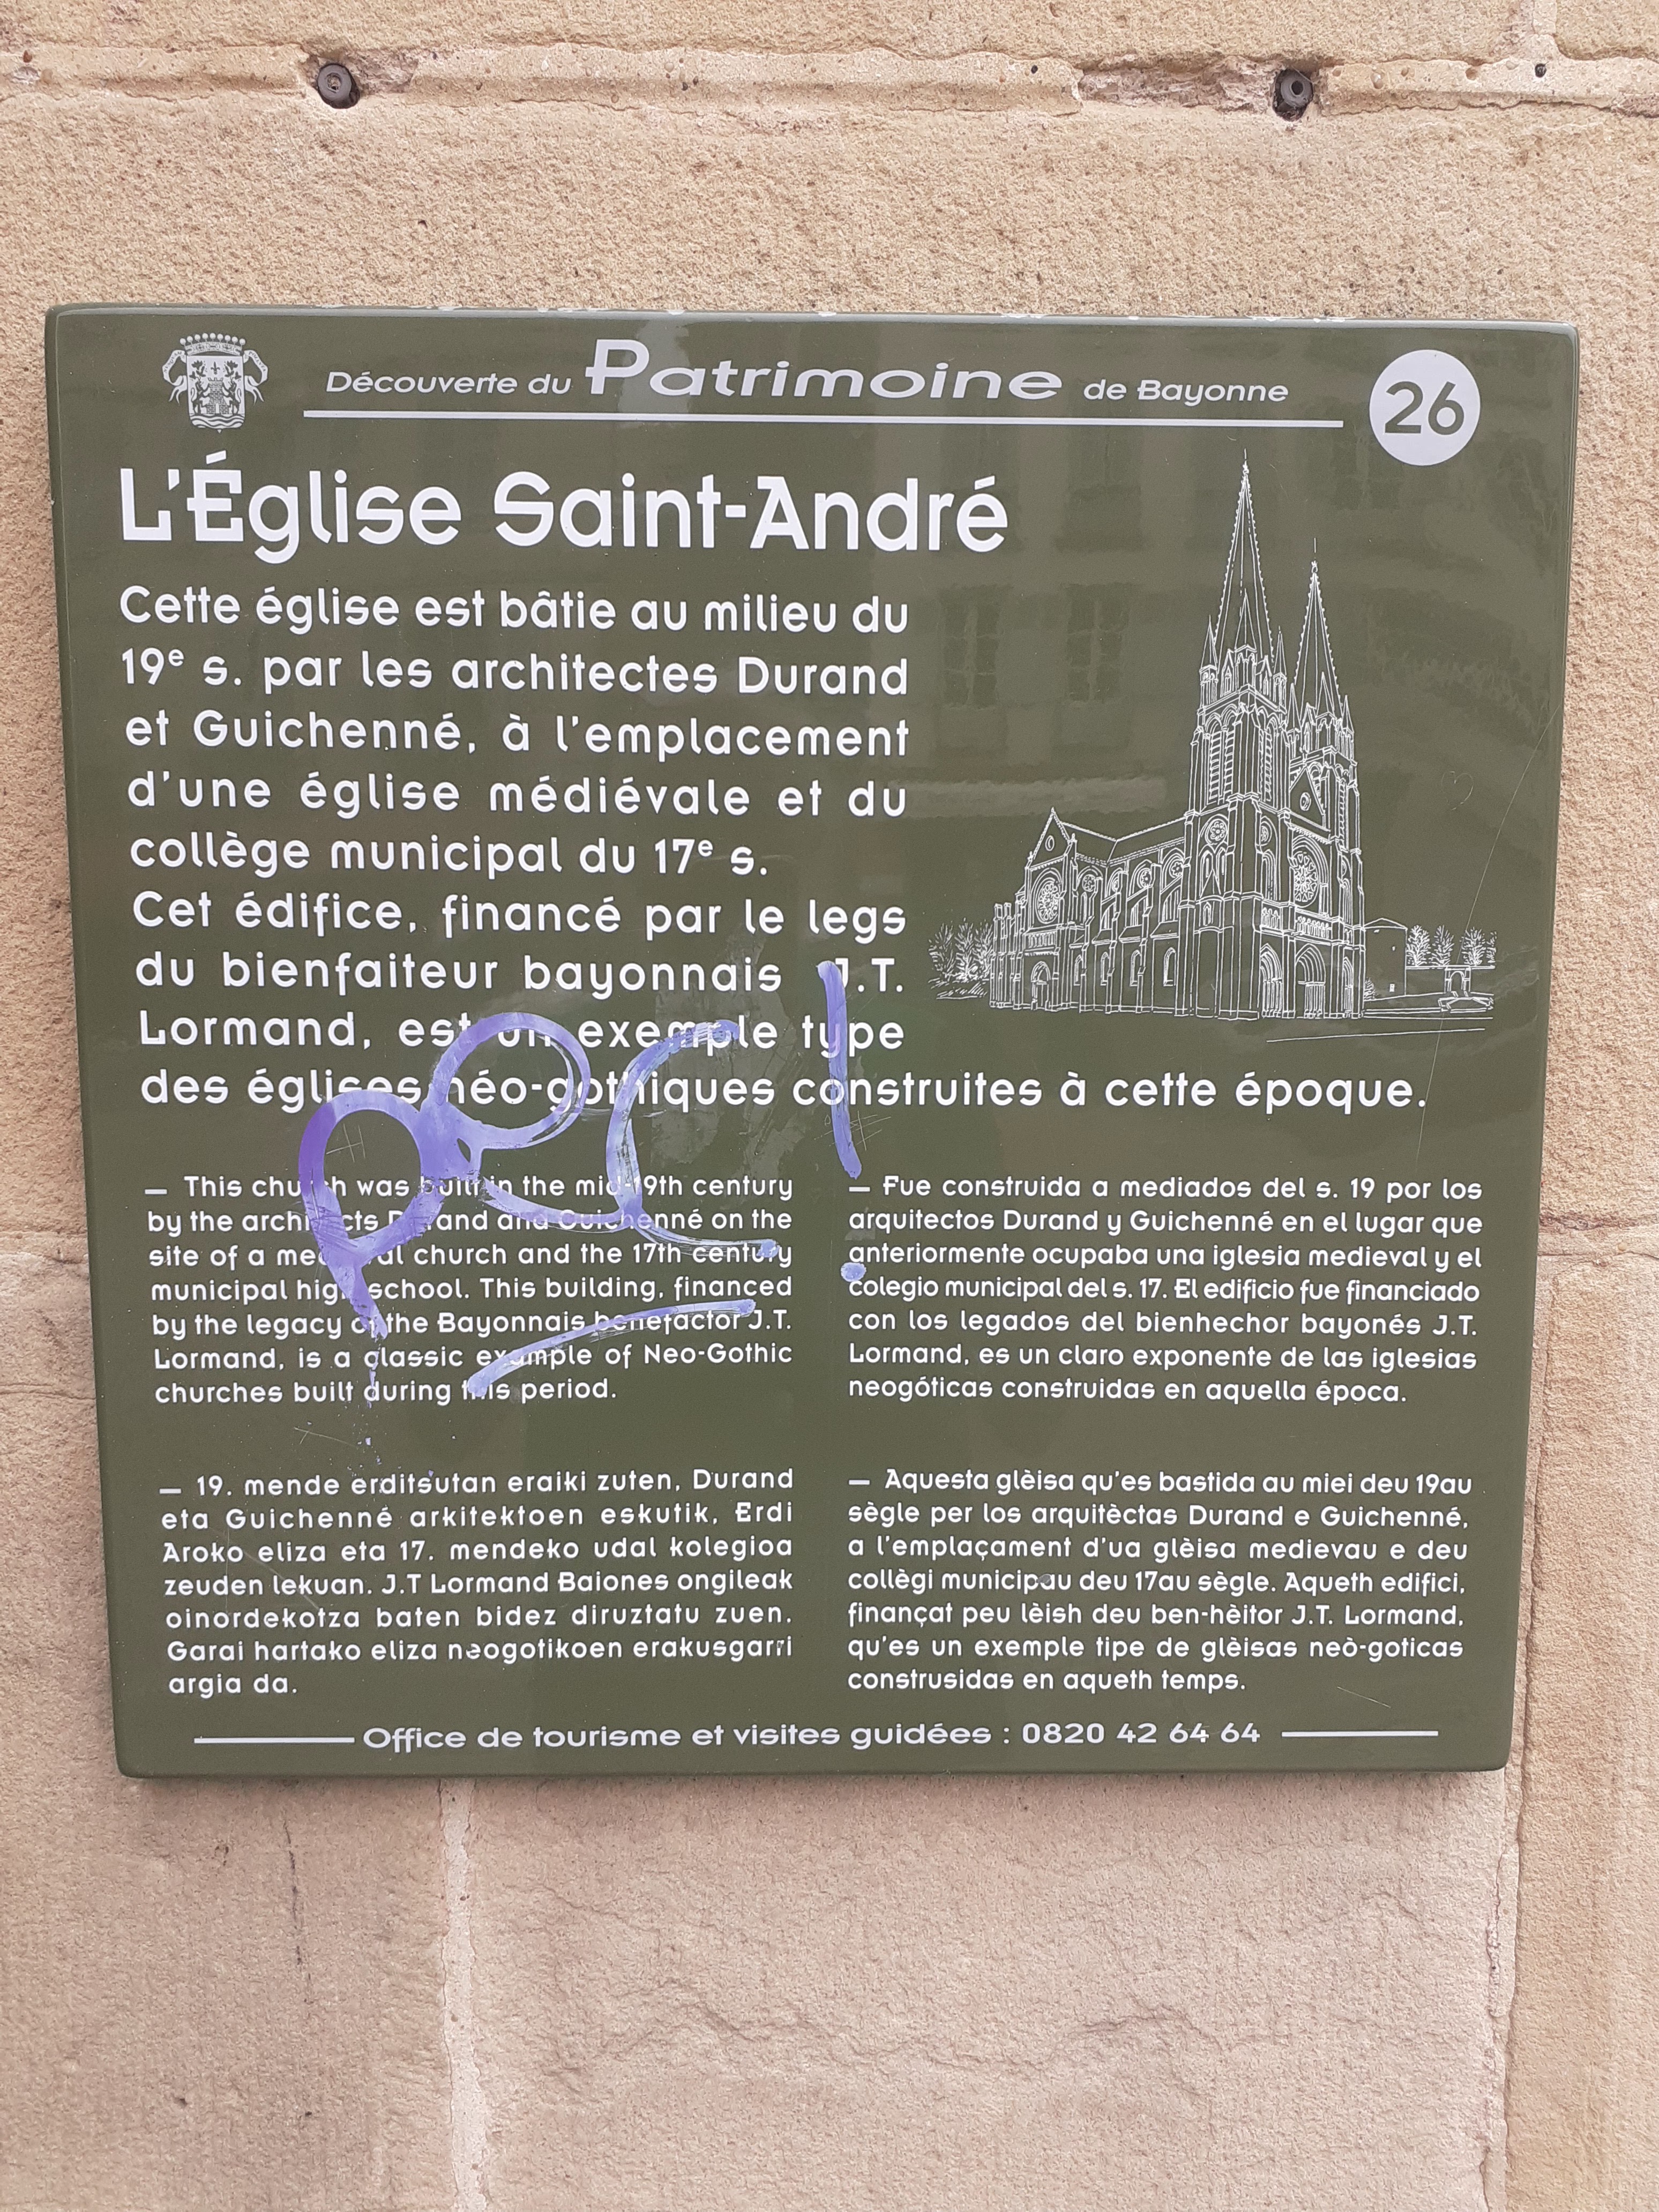 Découverte du Patrimoine de Bayonne
26
L'Église Saint-André
Cette église est bâtie au milieu du
19e s. par les architectes Durand
et Guichenné, à l'emplacement
d'une église médiévale et du
collège municipal du 17e s.
Cet édifice, financé par le legs
du bienfaiteur bayonnais J.T.
Lormand, est un exemple type
des églises néo-gothiques construites à cette époque.
— This church was built in the mid-19th century
by the architects Durand and Guichenné on the
site of a medieval church and the 17th century
municipal high school. This building, financed
by the legacy of the Bayonnais benefactor J.T.
Lormand, is a classic example of Neo-Gothic
churches built during this period.
— Fue construida a mediados del s. 19 por los
arquitectos Durand y Guichenné en el lugar que
anteriormente ocupaba una iglesia medieval y el
colegio municipal del s. 17. El edificio fue financiado
con los legados del bienhechor bayonés J.T.
Lormand, es un claro exponente de las iglesias
neogóticas construidas en aquella época.
— 19. mende erditsutan eraiki zuten, Durand
eta Guichenné arkitektoen eskutik, Erdi
Aroko eliza eta 17. mendeko udal kolegioa
zeuden lekuan. J.T Lormand Baiones ongileak
oinordekotza baten bidez diruztatu zuen.
Garai hartako eliza neogotikoen erakusgarri
argia da.
— Aquesta glèisa qu'es bastida au miei deu 19au
sègle per los arquitèctas Durand e Guichenné,
a l'emplaçament d'ua glèisa medievau e deu
collègi municipau deu 17au sègle. Aqueth edifici,
finançat peu lèish deu ben-hèitor J.T. Lormand,
qu'es un exemple tipe de glèisas neò-goticas
construsidas en aqueth temps.
Office de tourisme et visites guidées : 0820 42 64 64